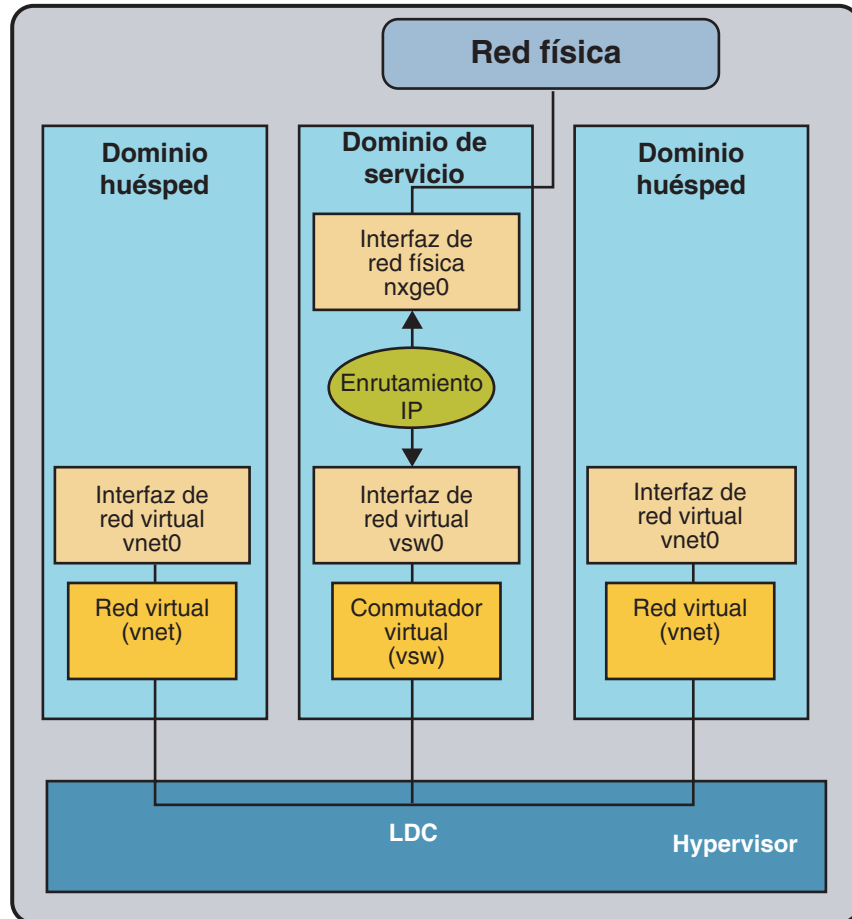 Red física
Dominio
huésped
Dominio de
servicio
Dominio
huésped
Interfaz de
red física
nxge0
Enrutamiento
IP
Interfaz de
red virtual
vnet0
Interfaz de
red virtual
vsw0
Interfaz de
red virtual
vnet0
Red virtual
(vnet)
Conmutador
virtual
(vsw)
Red virtual
(vnet)
LDC
Hypervisor